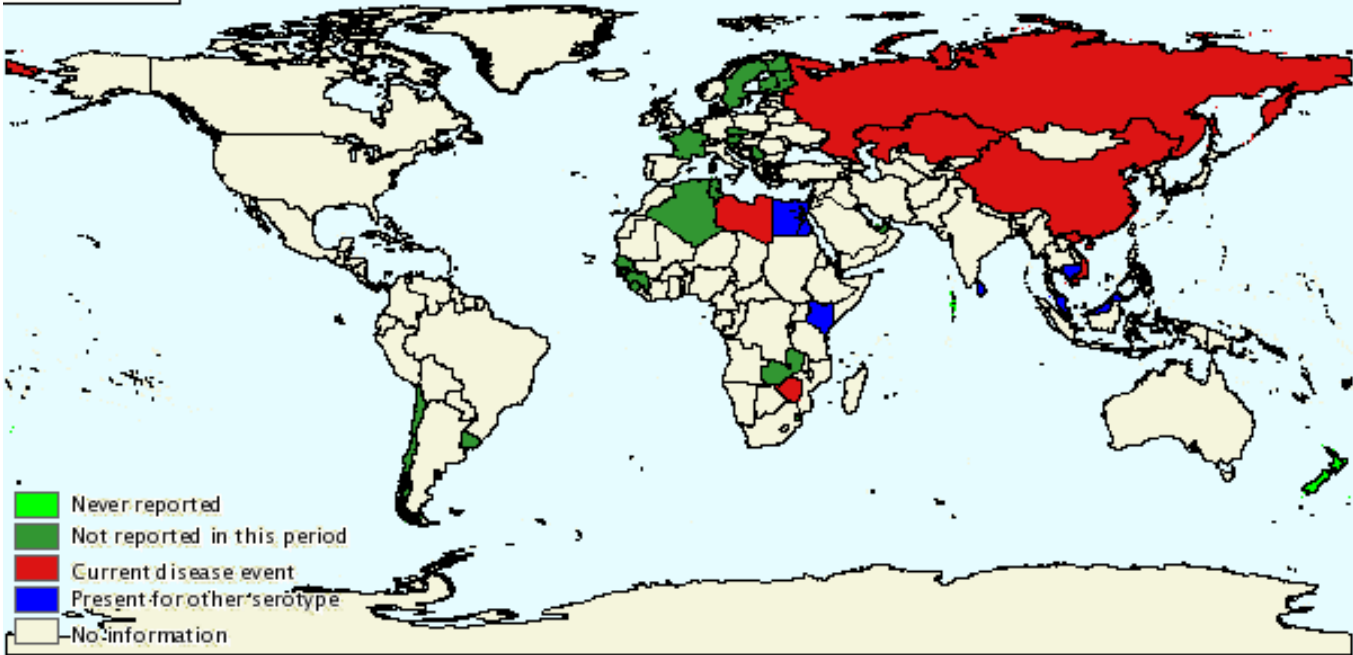 Never reported
Not reported in this period
Current disease event
Present for other serotype
No information